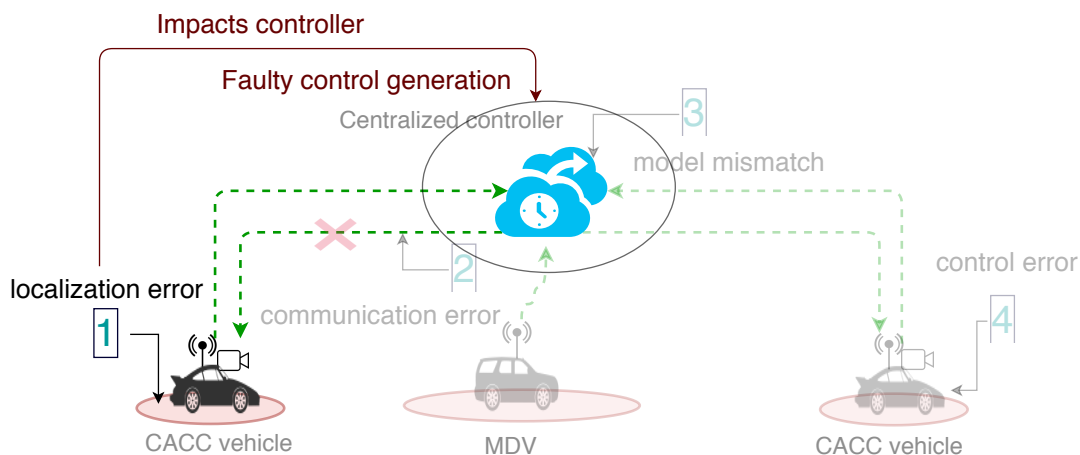 Impacts controller
Faulty control generation
Centralized controller
3
model mismatch
2
localization error
control error
1
communication error
4
CACC vehicle
MDV
CACC vehicle